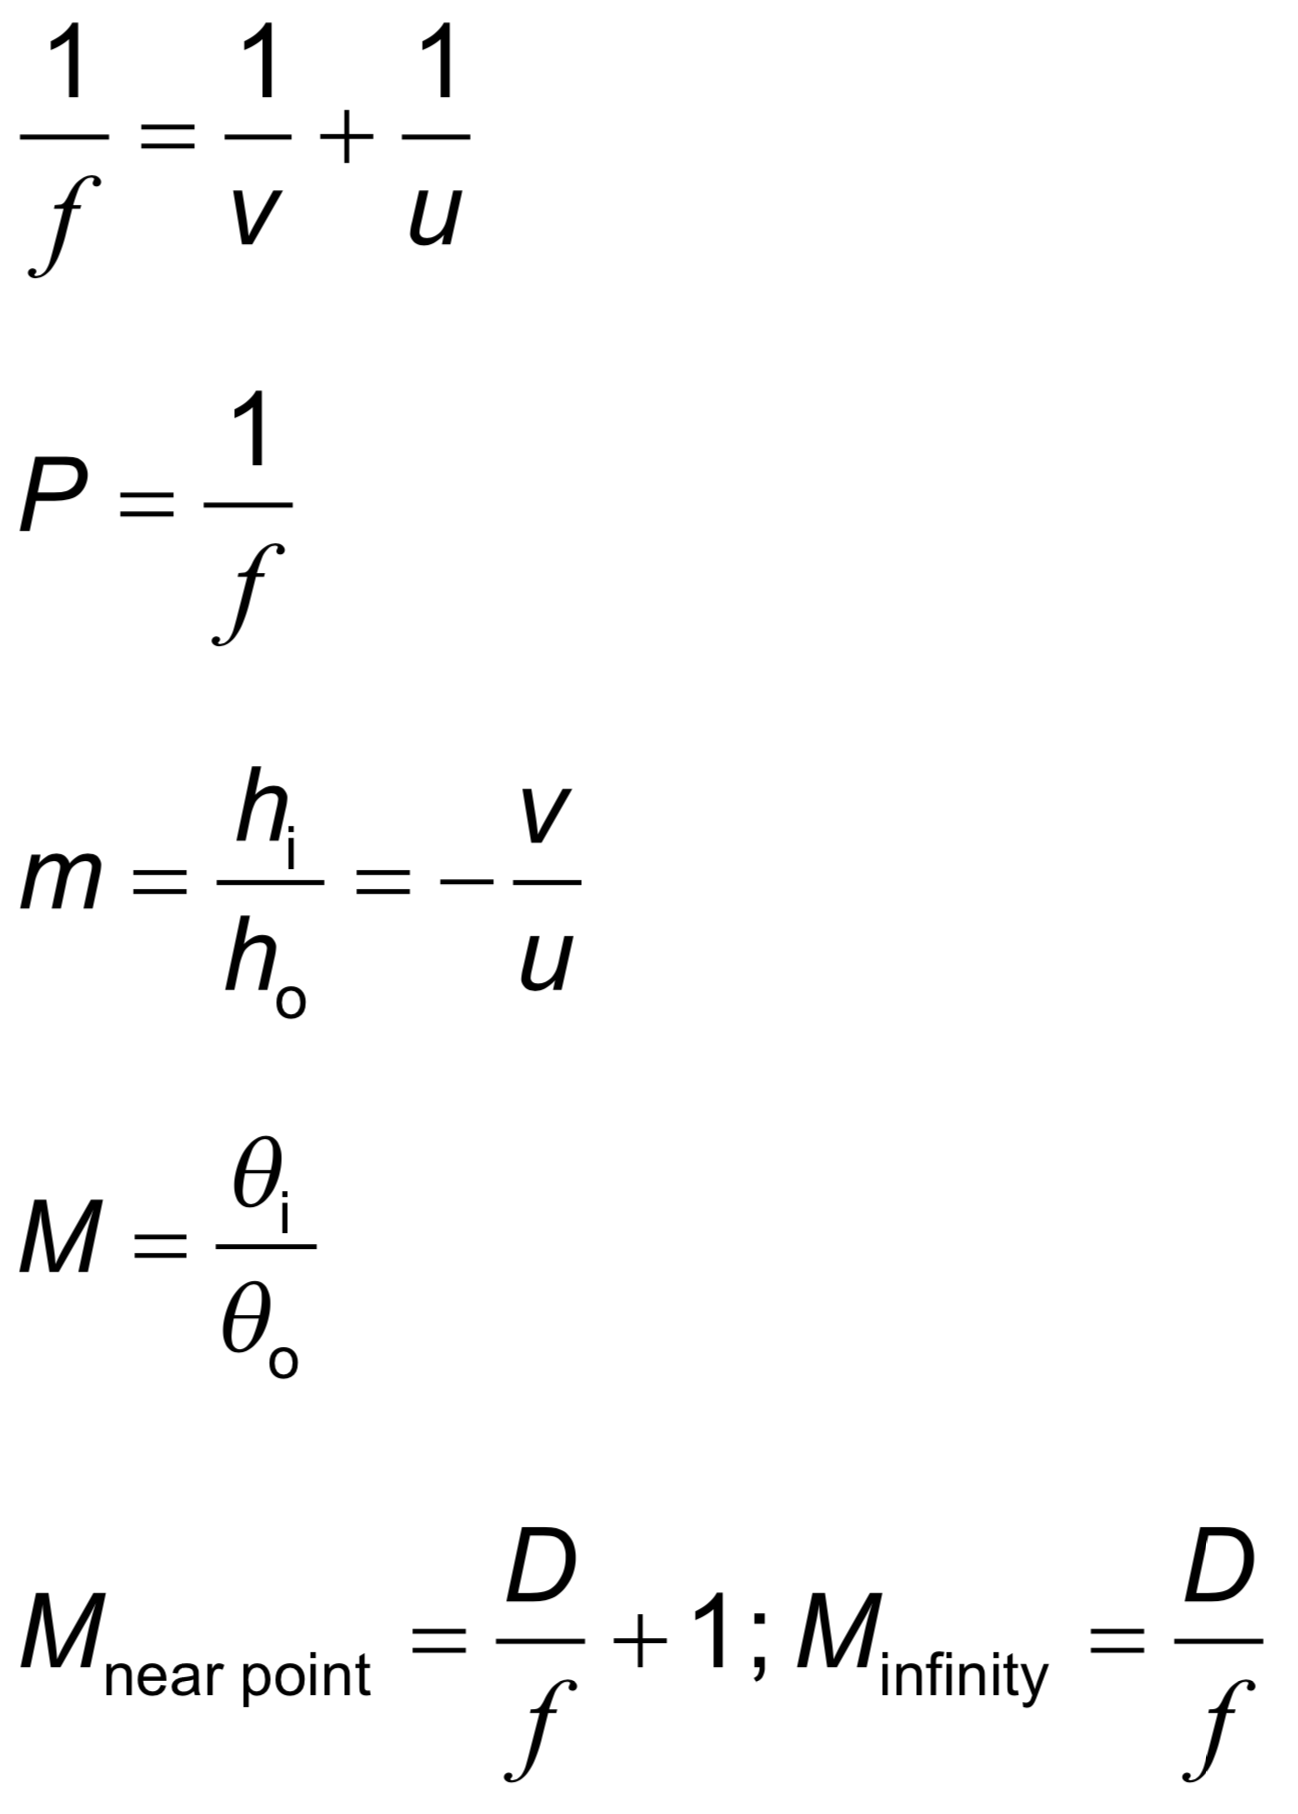 1/f = 1/v + 1/u
P = 1/f
m = h_i/h_o = −v/u
M = θ_i/θ_o
M_near point = D/f + 1; M_infinity = D/f